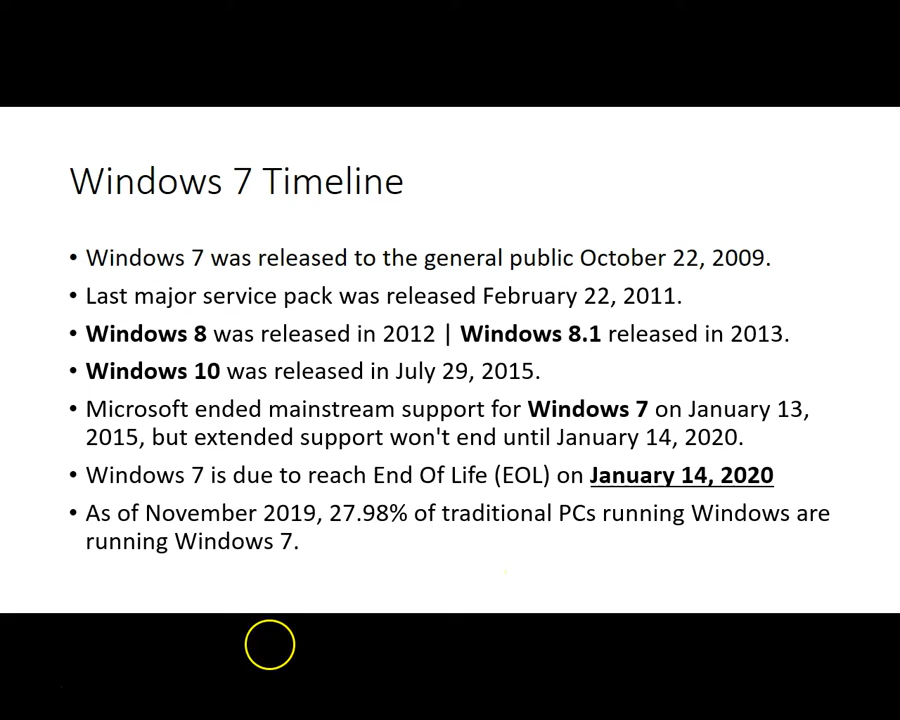 Windows 7 Timeline
• Windows 7 was released to the general public October 22, 2009.
• Last major service pack was released February 22, 2011.
• Windows 8 was released in 2012 | Windows 8.1 released in 2013.
• Windows 10 was released in July 29, 2015.
• Microsoft ended mainstream support for Windows 7 on January 13,
2015, but extended support won't end until January 14, 2020.
• Windows 7 is due to reach End Of Life (EOL) on January 14, 2020
• As of November 2019, 27.98% of traditional PCs running Windows are
running Windows 7.